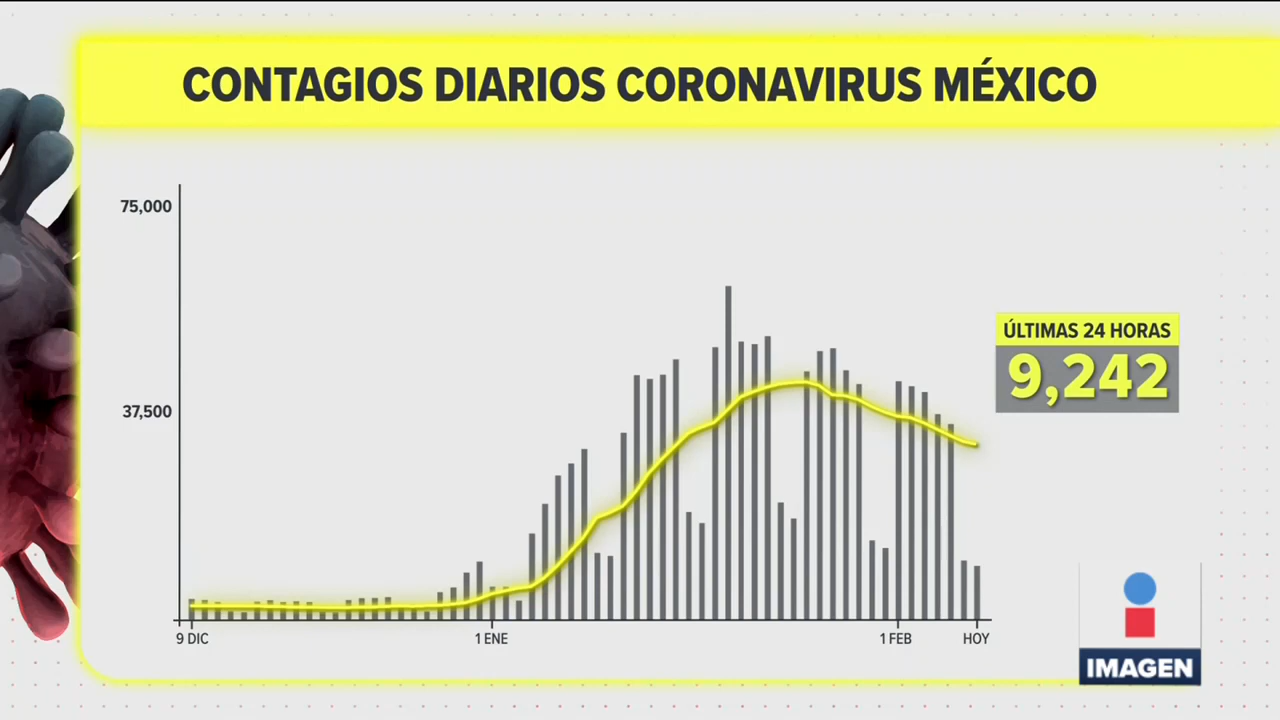 CONTAGIOS DIARIOS CORONAVIRUS MÉXICO
75,000
37,500
ÚLTIMAS 24 HORAS
9,242
9 DIC
1 ENE
1 FEB
HOY
IMAGEN